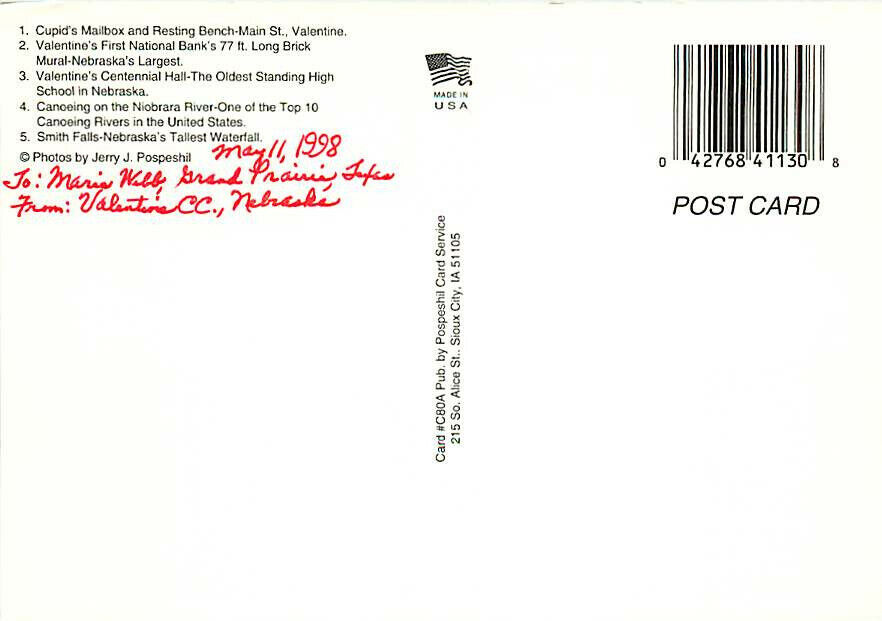 1. Cupid's Mailbox and Resting Bench-Main St., Valentine.
2. Valentine's First National Bank's 77 ft. Long Brick
Mural-Nebraska's Largest.
3. Valentine's Centennial Hall-The Oldest Standing High
School in Nebraska.
4. Canoeing on the Niobrara River-One of the Top 10
Canoeing Rivers in the United States.
5. Smith Falls-Nebraska's Tallest Waterfall.
© Photos by Jerry J. Pospeshil
May 11, 1998
To: Maria Webb, Grand Prairie, Texas
From: Valentine CC., Nebraska
MADE IN
USA
Card #C80A Pub. by Pospeshil Card Service
215 So. Alice St., Sioux City, IA 51105
0 42768 41130 8
POST CARD